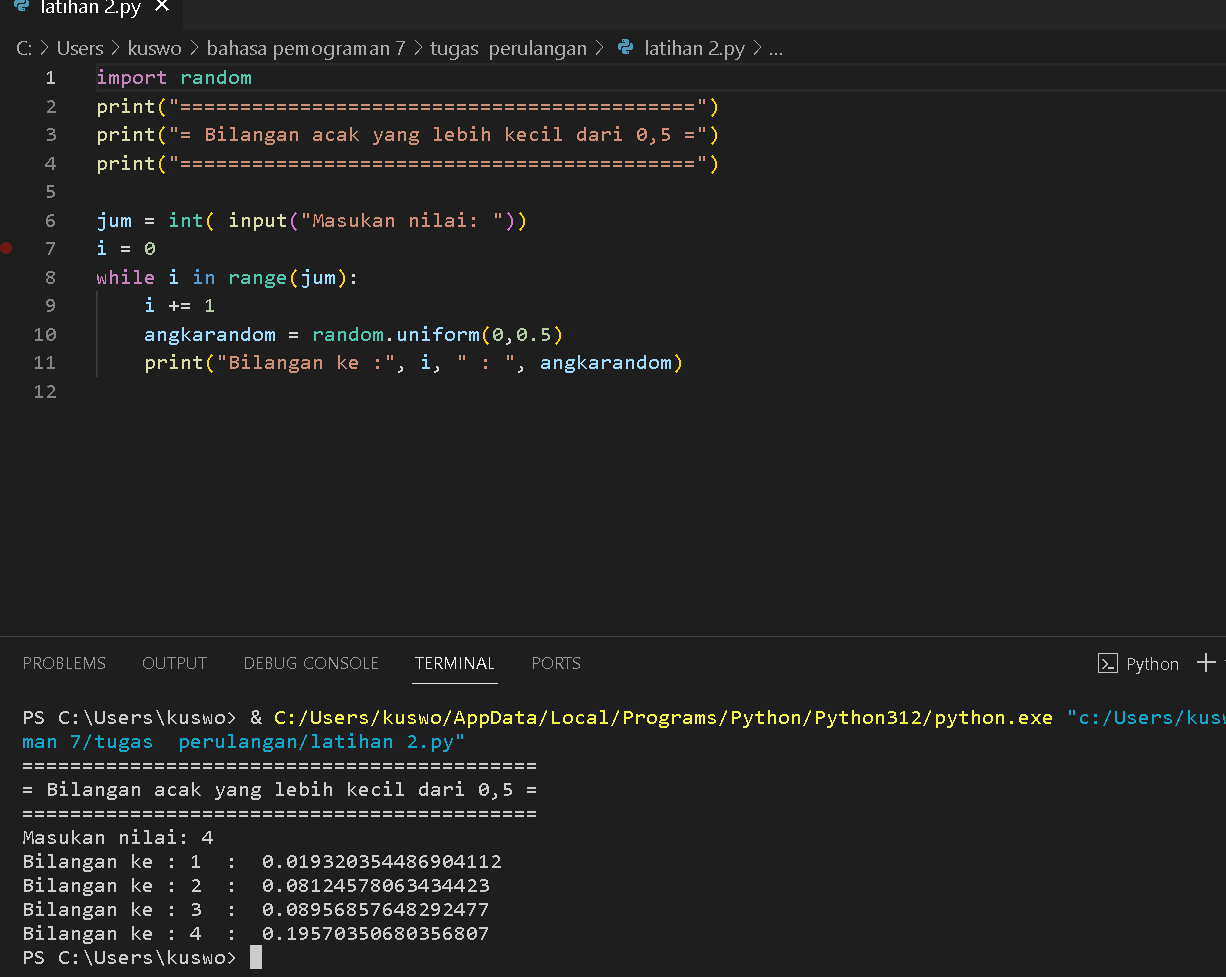 latihan 2.py ×
C: > Users > kuswo > bahasa pemograman 7 > tugas  perulangan > latihan 2.py > ...
1 import random
2 print("===========================================")
3 print("= Bilangan acak yang lebih kecil dari 0,5 =")
4 print("===========================================")
5
6 jum = int( input("Masukan nilai: "))
7 i = 0
8 while i in range(jum):
9     i += 1
10     angkarandom = random.uniform(0,0.5)
11     print("Bilangan ke :", i, " : ", angkarandom)
12
PROBLEMS OUTPUT DEBUG CONSOLE TERMINAL PORTS Python +
PS C:\Users\kuswo> & C:/Users/kuswo/AppData/Local/Programs/Python/Python312/python.exe "c:/Users/kusw
man 7/tugas  perulangan/latihan 2.py"
===========================================
= Bilangan acak yang lebih kecil dari 0,5 =
===========================================
Masukan nilai: 4
Bilangan ke : 1  :  0.019320354486904112
Bilangan ke : 2  :  0.08124578063434423
Bilangan ke : 3  :  0.08956857648292477
Bilangan ke : 4  :  0.19570350680356807
PS C:\Users\kuswo>